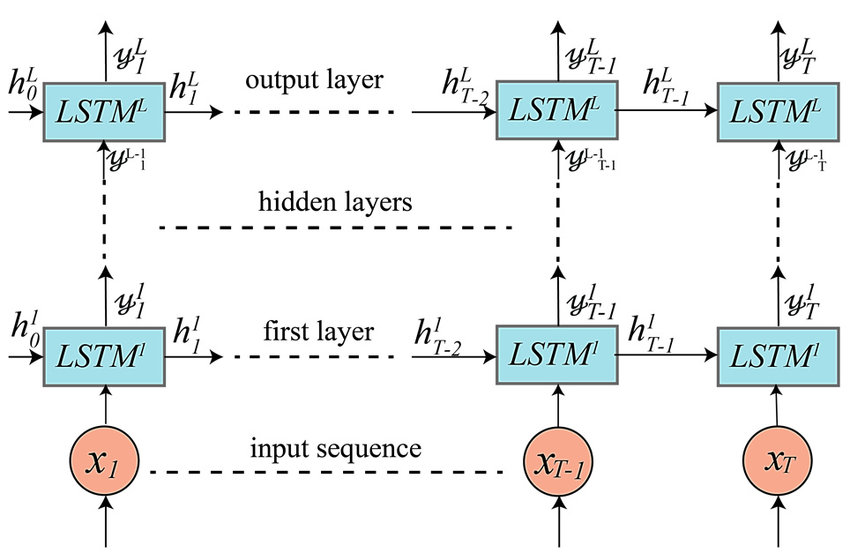 y_1^L y_{T-1}^L y_T^L
h_0^L h_1^L output layer h_{T-2}^L h_{T-1}^L
LSTM^L LSTM^L LSTM^L
y_1^{L-1} y_{T-1}^{L-1} y_T^{L-1}
hidden layers
y_1^1 y_{T-1}^1 y_T^1
h_0^1 h_1^1 first layer h_{T-2}^1 h_{T-1}^1
LSTM^1 LSTM^1 LSTM^1
input sequence
x_1 x_{T-1} x_T